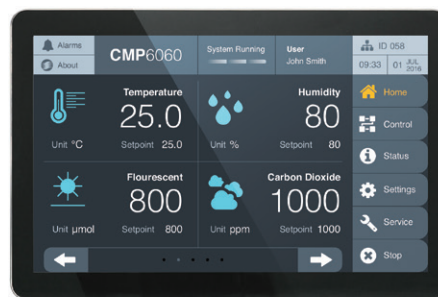 Alarms
About
CMP6060
System Running
User
John Smith
ID 058
09:33 01 JUL 2016
Temperature
25.0
Unit °C Setpoint 25.0
Humidity
80
Unit % Setpoint 80
Flourescent
800
Unit µmol Setpoint 800
Carbon Dioxide
1000
Unit ppm Setpoint 1000
Home
Control
Status
Settings
Service
Stop